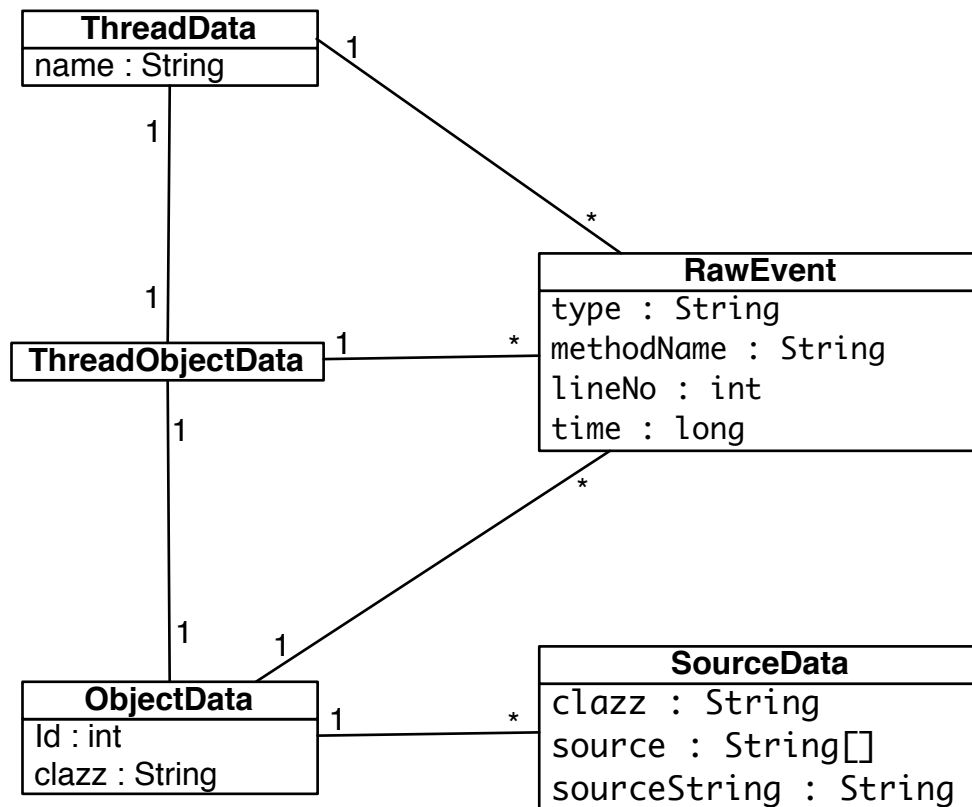 ThreadData
name : String
1
1
*
1
RawEvent
type : String
methodName : String
lineNo : int
time : long
ThreadObjectData
1
*
1
*
1
1
ObjectData
Id : int
clazz : String
1
*
SourceData
clazz : String
source : String[]
sourceString : String